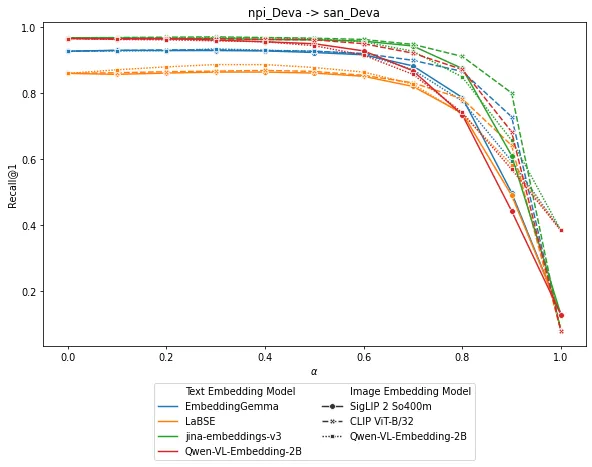 npi_Deva -> san_Deva
1.0
0.8
0.6
0.4
0.2
Recall@1
0.0 0.2 0.4 0.6 0.8 1.0
α
Text Embedding Model Image Embedding Model
EmbeddingGemma SigLIP 2 So400m
LaBSE CLIP ViT-B/32
jina-embeddings-v3 Qwen-VL-Embedding-2B
Qwen-VL-Embedding-2B